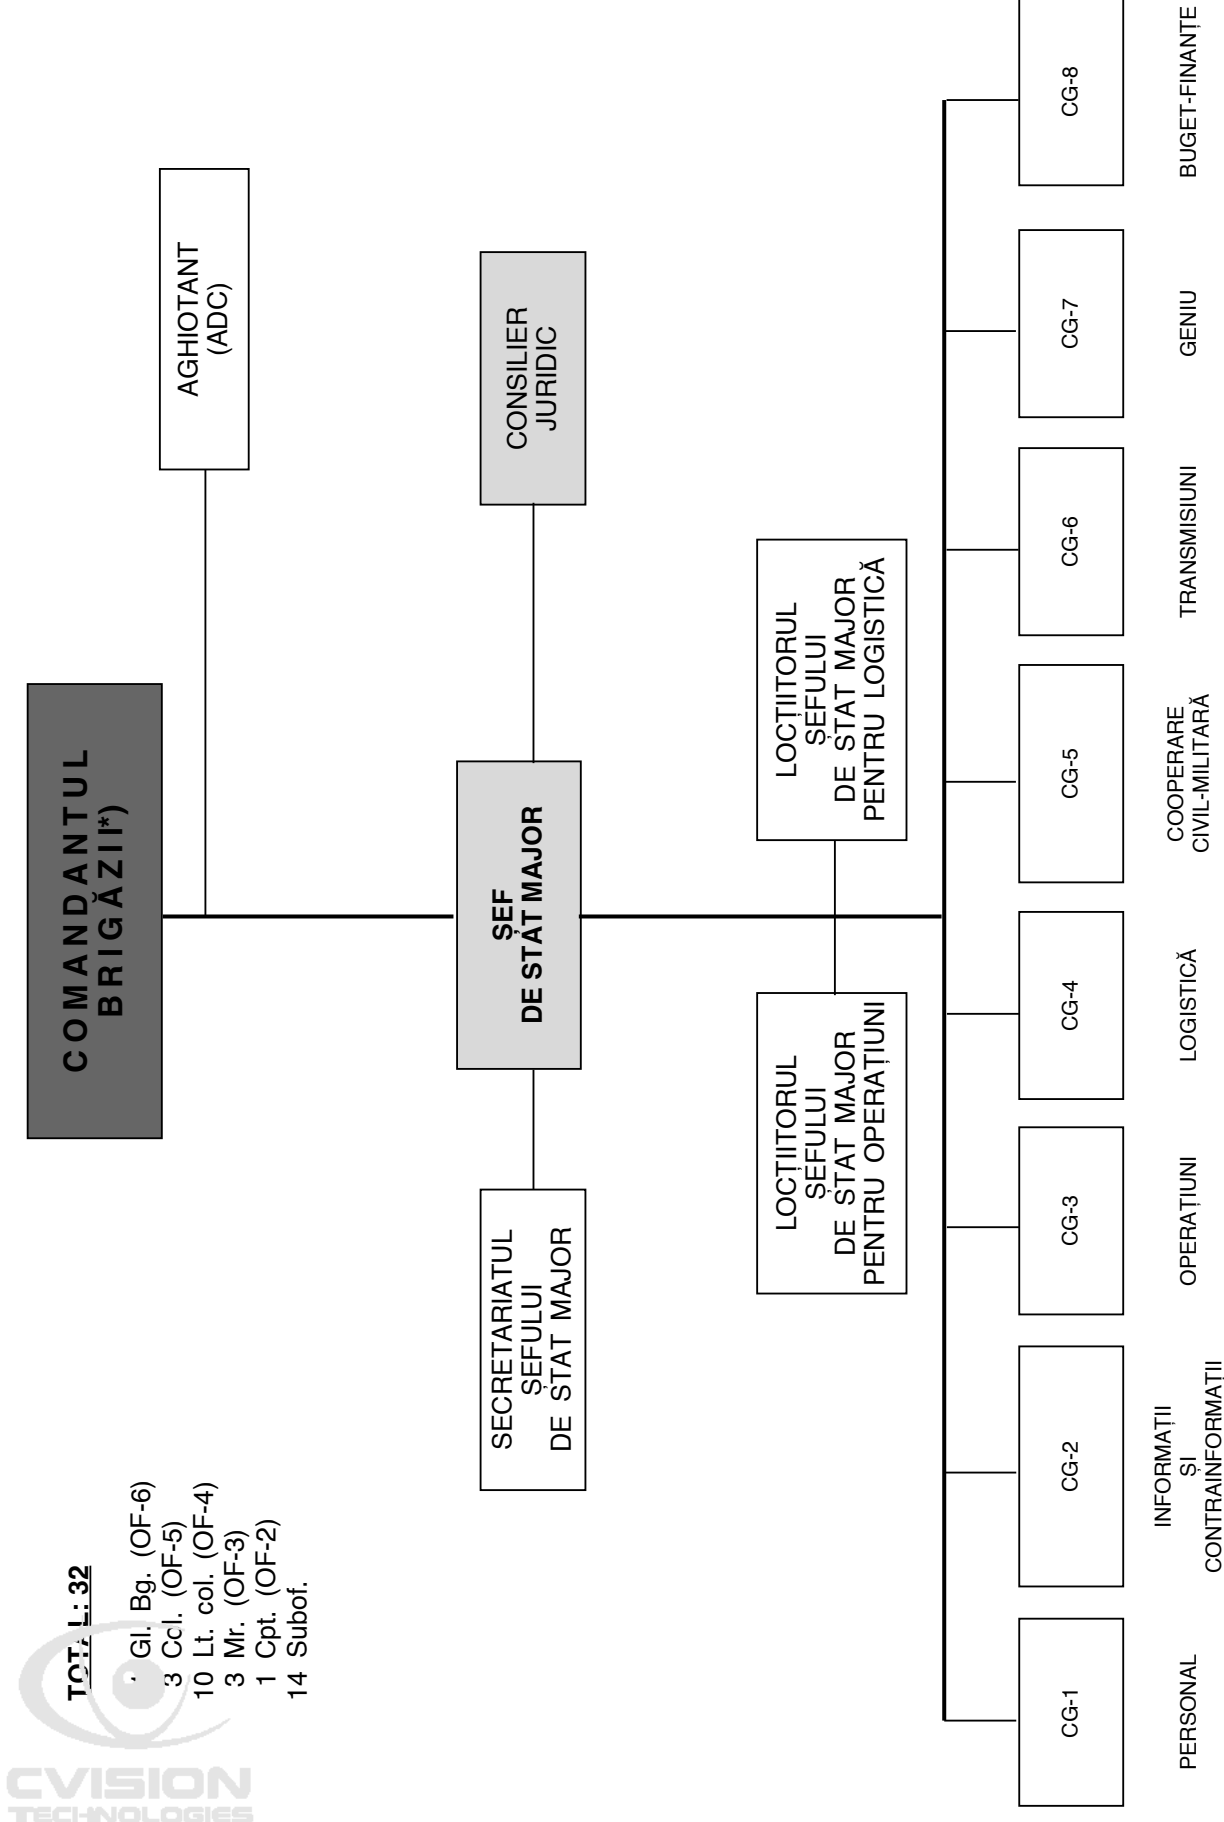 TOTAL: 32
Gl. Bg. (OF-6)
3 Col. (OF-5)
10 Lt. col. (OF-4)
3 Mr. (OF-3)
1 Cpt. (OF-2)
14 Subof.
COMANDANTUL
BRIGĂZII*)
AGHIOTANT
(ADC)
SECRETARIATUL
ȘEFULUI
DE STAT MAJOR
ȘEF
DE STAT MAJOR
CONSILIER
JURIDIC
LOCȚIITORUL
ȘEFULUI
DE STAT MAJOR
PENTRU OPERAȚIUNI
LOCȚIITORUL
ȘEFULUI
DE STAT MAJOR
PENTRU LOGISTICĂ
CG-1
PERSONAL
CG-2
INFORMAȚII
ȘI
CONTRAINFORMAȚII
CG-3
OPERAȚIUNI
CG-4
LOGISTICĂ
CG-5
COOPERARE
CIVIL-MILITARĂ
CG-6
TRANSMISIUNI
CG-7
GENIU
CG-8
BUGET-FINANȚE
CVISION
TECHNOLOGIES